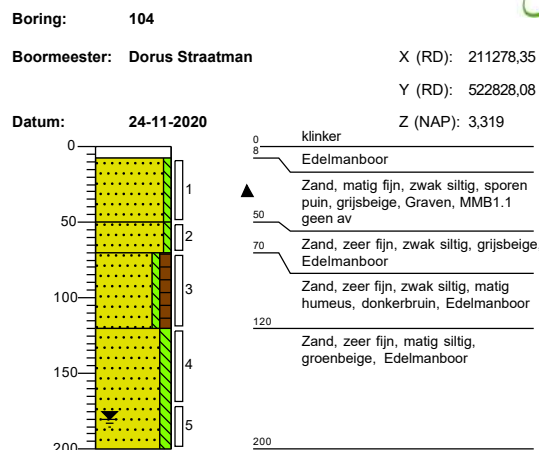 Boring: 104
Boormeester: Dorus Straatman
X (RD): 211278,35
Y (RD): 522828,08
Datum: 24-11-2020
Z (NAP): 3,319
0
50
100
150
200
1
2
3
4
5
0
klinker
8
Edelmanboor
Zand, matig fijn, zwak siltig, sporen
puin, grijsbeige, Graven, MMB1.1
geen av
50
Zand, zeer fijn, zwak siltig, grijsbeige,
Edelmanboor
70
Zand, zeer fijn, zwak siltig, matig
humeus, donkerbruin, Edelmanboor
120
Zand, zeer fijn, matig siltig,
groenbeige, Edelmanboor
200